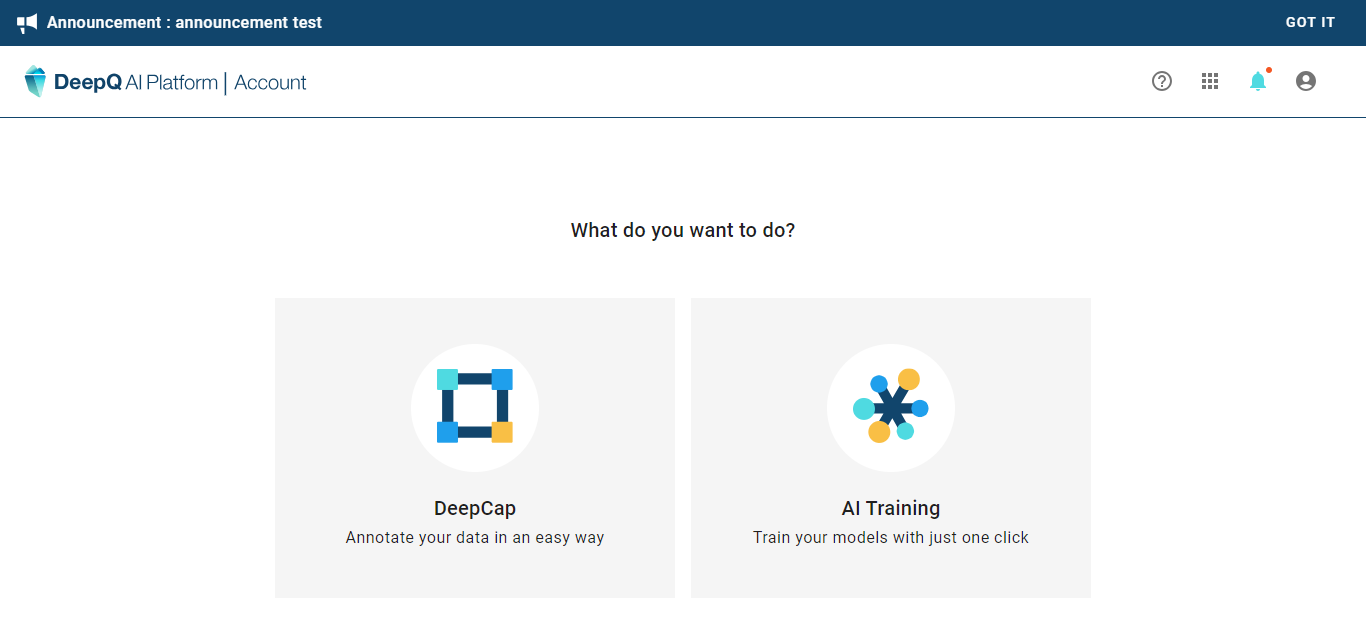 Announcement : announcement test
GOT IT
DeepQ AI Platform | Account
What do you want to do?
DeepCap
Annotate your data in an easy way
AI Training
Train your models with just one click